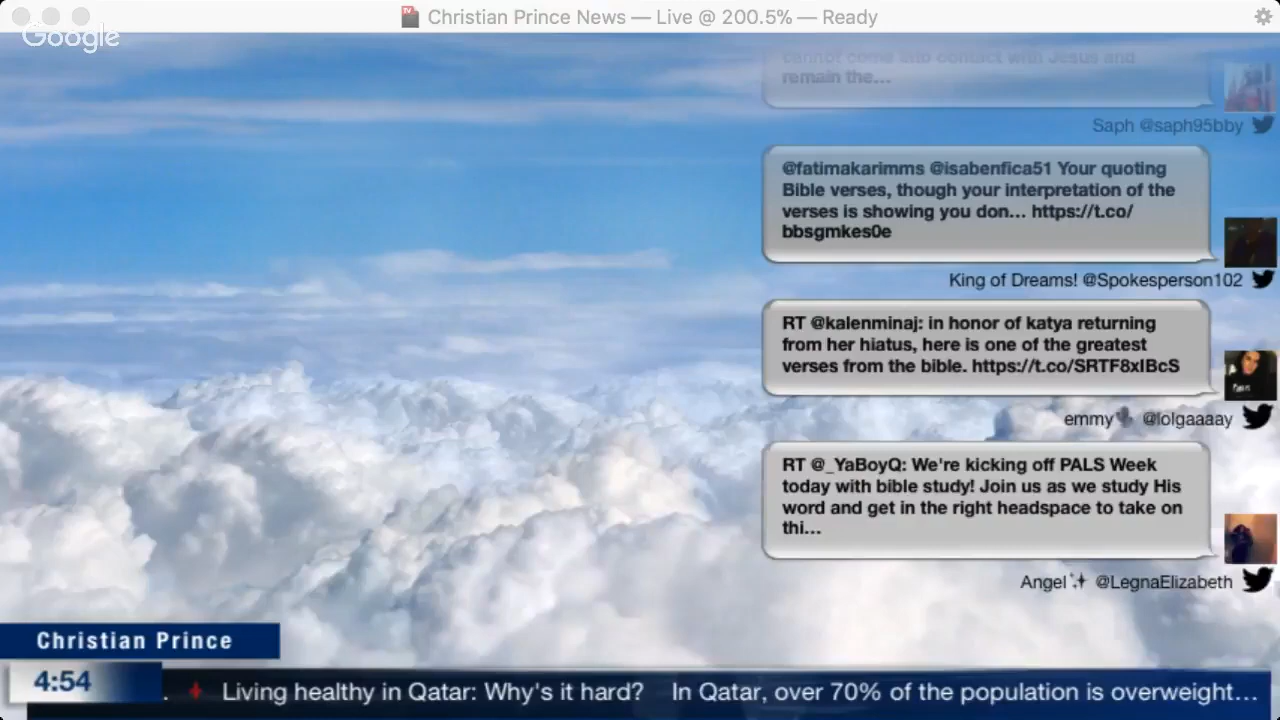 Christian Prince News — Live @ 200.5% — Ready
Google
cannot come into contact with Jesus and
remain the...
Saph @saph95bby
@fatimakarimms @isabenfica51 Your quoting
Bible verses, though your interpretation of the
verses is showing you don... https://t.co/
bbsgmkes0e
King of Dreams! @Spokesperson102
RT @kalenminaj: in honor of katya returning
from her hiatus, here is one of the greatest
verses from the bible. https://t.co/SRTF8xIBcS
emmy @lolgaaaay
RT @_YaBoyQ: We're kicking off PALS Week
today with bible study! Join us as we study His
word and get in the right headspace to take on
thi...
Angel @LegnaElizabeth
Christian Prince
4:54
. Living healthy in Qatar: Why's it hard? In Qatar, over 70% of the population is overweight...